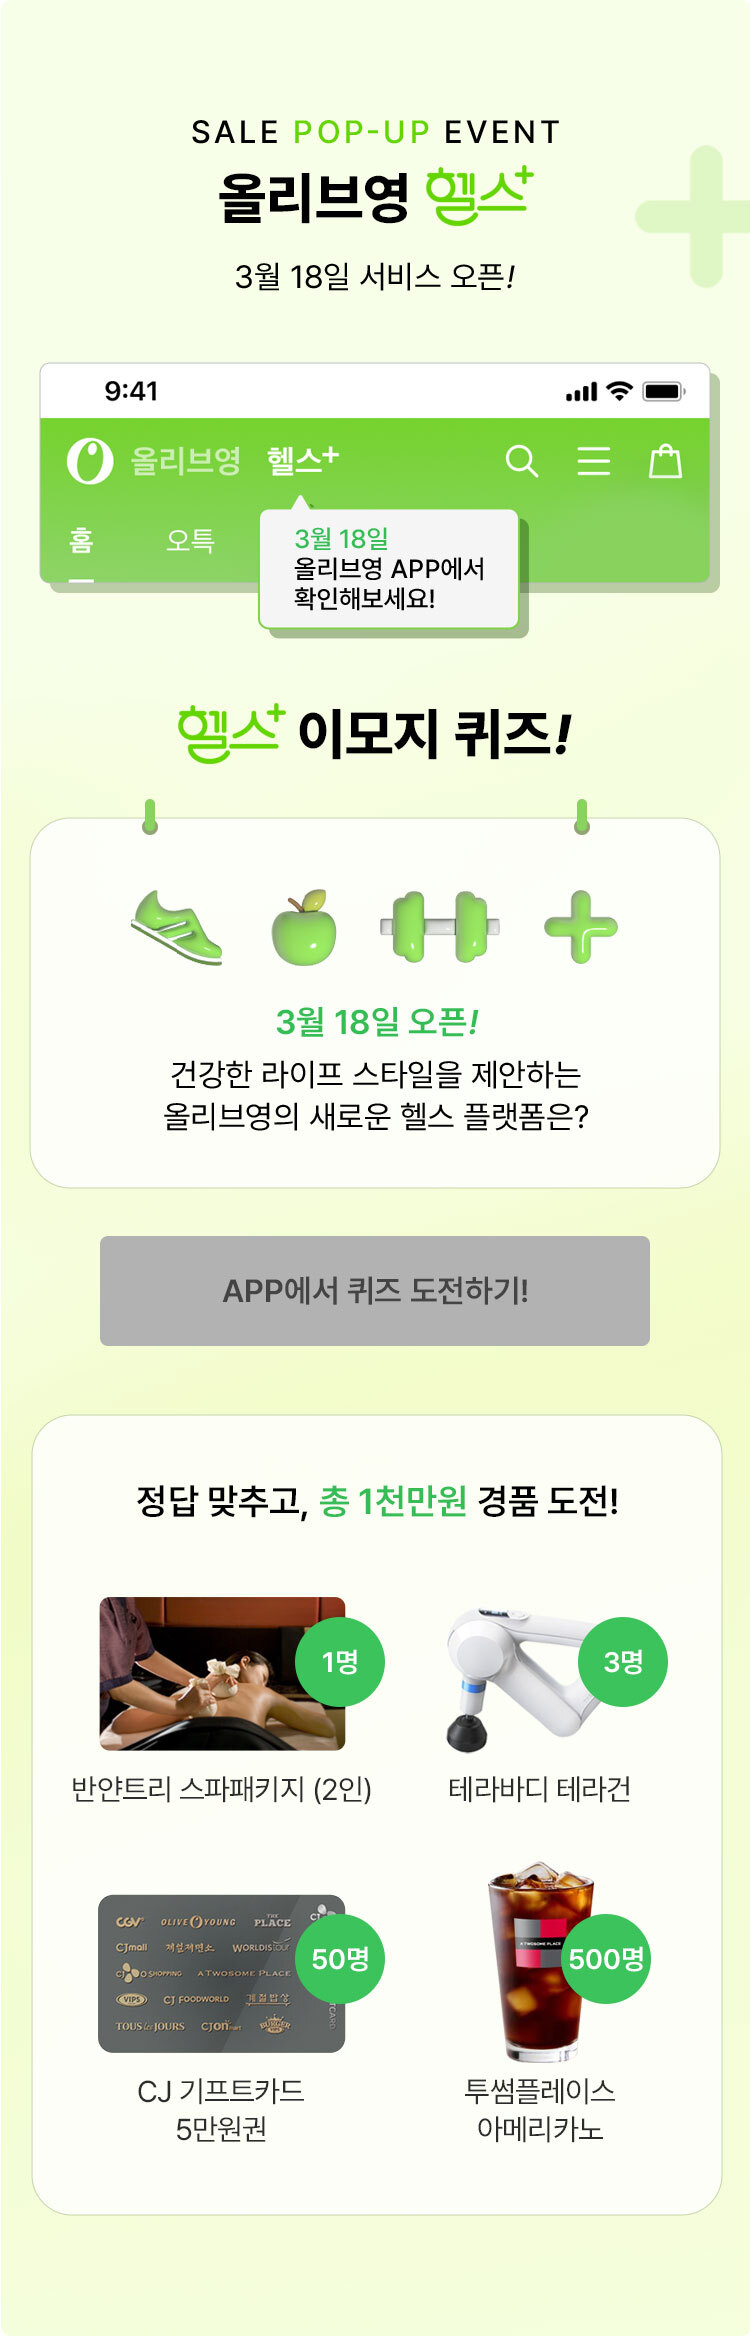 SALE POP-UP EVENT
올리브영 헬스+
3월 18일 서비스 오픈!
9:41
올리브영 헬스+
홈 오특
3월 18일
올리브영 APP에서
확인해보세요!
헬스+ 이모지 퀴즈!
3월 18일 오픈!
건강한 라이프 스타일을 제안하는
올리브영의 새로운 헬스 플랫폼은?
APP에서 퀴즈 도전하기!
정답 맞추고, 총 1천만원 경품 도전!
1명
3명
반얀트리 스파패키지 (2인)
테라바디 테라건
CGV OLIVE YOUNG THE PLACE CJ
CJmall 제일제면소 WORLDIStour
CJ O SHOPPING A TWOSOME PLACE
VIPS CJ FOODWORLD 계절밥상
TOUS les JOURS CJON mart
50명
A TWOSOME PLACE
500명
CJ 기프트카드
5만원권
투썸플레이스
아메리카노